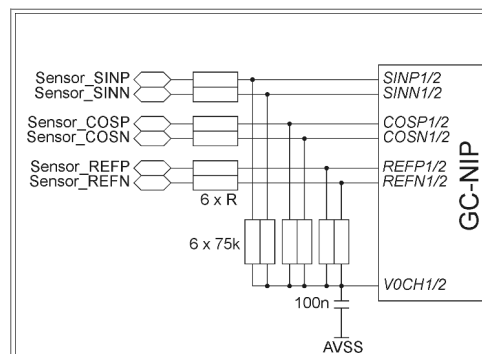 Sensor_SINP
SINP1/2
Sensor_SINN
SINN1/2
Sensor_COSP
COSP1/2
Sensor_COSN
COSN1/2
Sensor_REFP
REFP1/2
Sensor_REFN
REFN1/2
6 x R
GC-NIP
6 x 75k
V0CH1/2
100n
AVSS